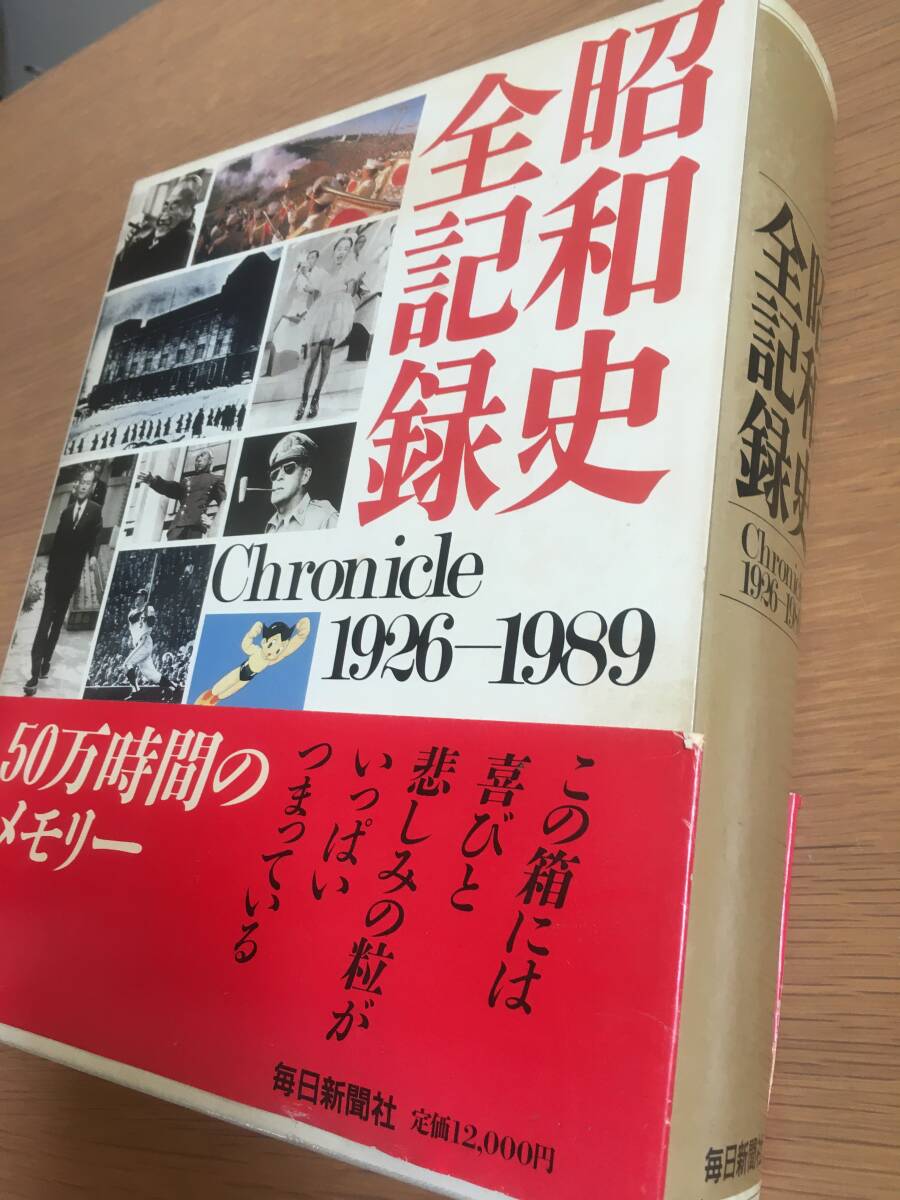 昭和史
全記録
Chronicle
1926–1989
50万時間の
メモリー
この箱には
喜びと
悲しみの粒が
いっぱい
つまっている
毎日新聞社
定価12,000円
昭和史
全記録
Chronicle
1926–1989
毎日新聞社